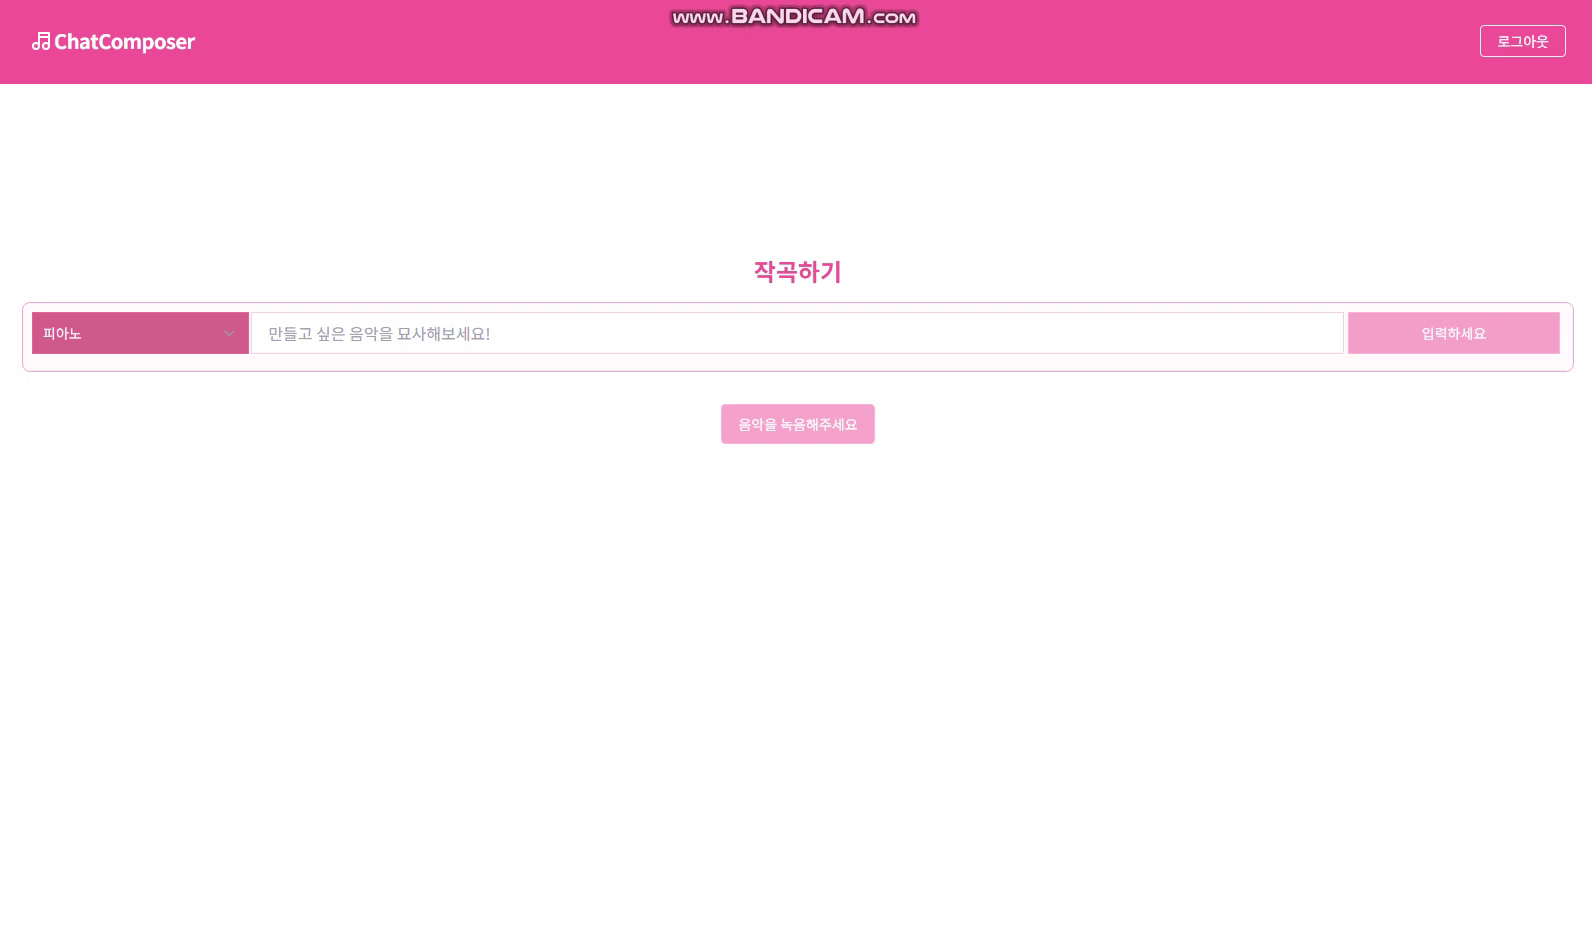 www.BANDICAM.com
ChatComposer
로그아웃
작곡하기
피아노
만들고 싶은 음악을 묘사해보세요!
입력하세요
음악을 녹음해주세요